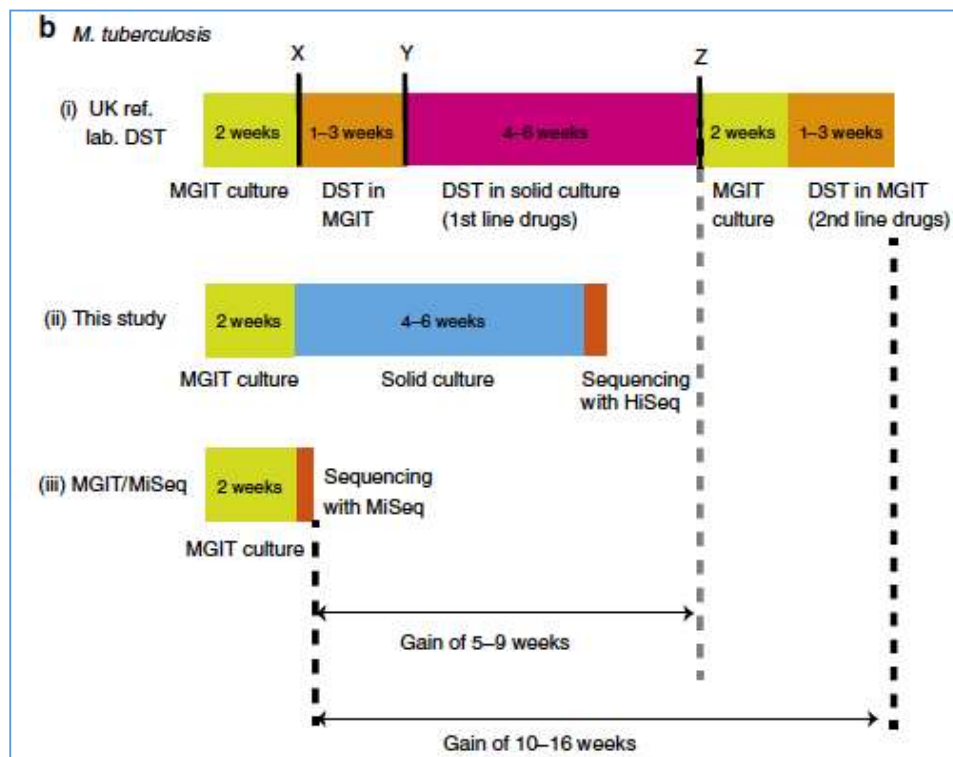 b M. tuberculosis
X Y Z
(i) UK ref.
lab. DST
2 weeks 1–3 weeks 4–6 weeks 2 weeks 1–3 weeks
MGIT culture DST in DST in solid culture MGIT DST in MGIT
MGIT (1st line drugs) culture (2nd line drugs)
(ii) This study 2 weeks 4–6 weeks
MGIT culture Solid culture Sequencing
with HiSeq
(iii) MGIT/MiSeq 2 weeks Sequencing
with MiSeq
MGIT culture
Gain of 5–9 weeks
Gain of 10–16 weeks